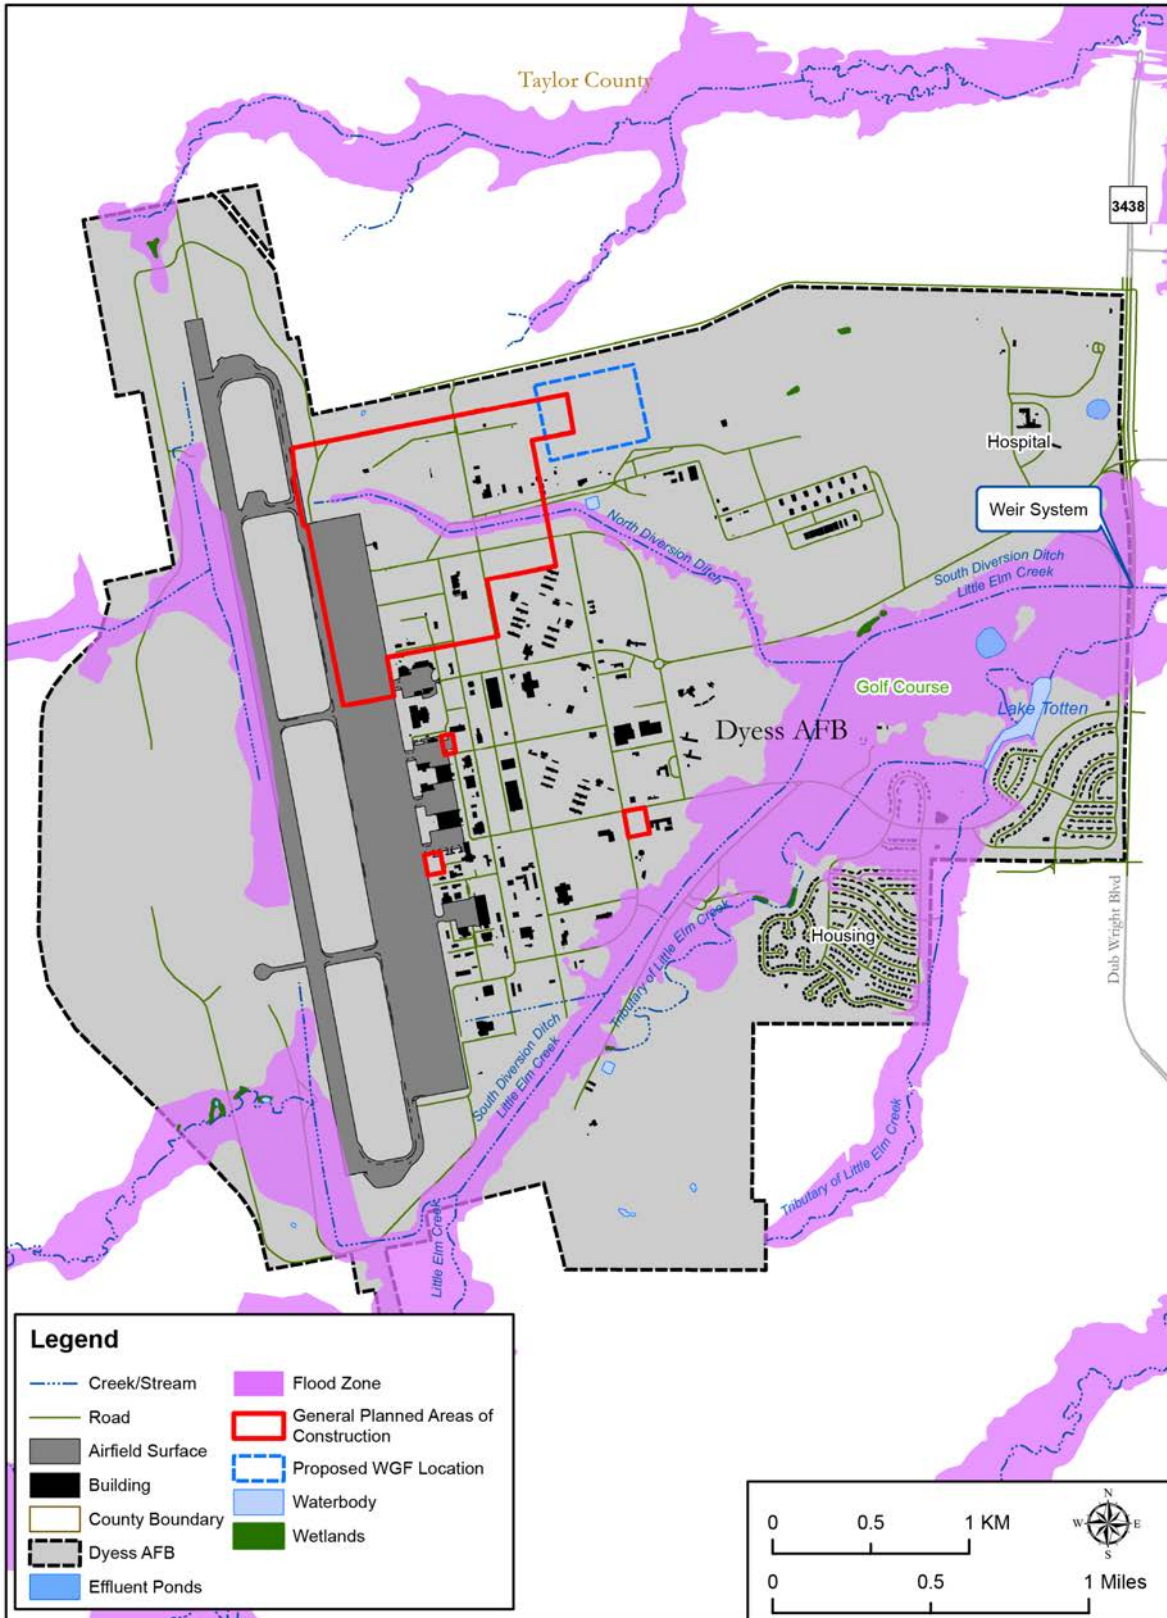 Taylor County
3438
Hospital
Weir System
North Diversion Ditch
South Diversion Ditch
Little Elm Creek
Golf Course
Lake Totten
Dyess AFB
Housing
Dub Wright Blvd
Tributary of Little Elm Creek
South Diversion Ditch
Little Elm Creek
Tributary of Little Elm Creek
Little Elm Creek
Legend
Creek/Stream
Road
Airfield Surface
Building
County Boundary
Dyess AFB
Effluent Ponds
Flood Zone
General Planned Areas of
Construction
Proposed WGF Location
Waterbody
Wetlands
0 0.5 1 KM
N
W E
S
0 0.5 1 Miles